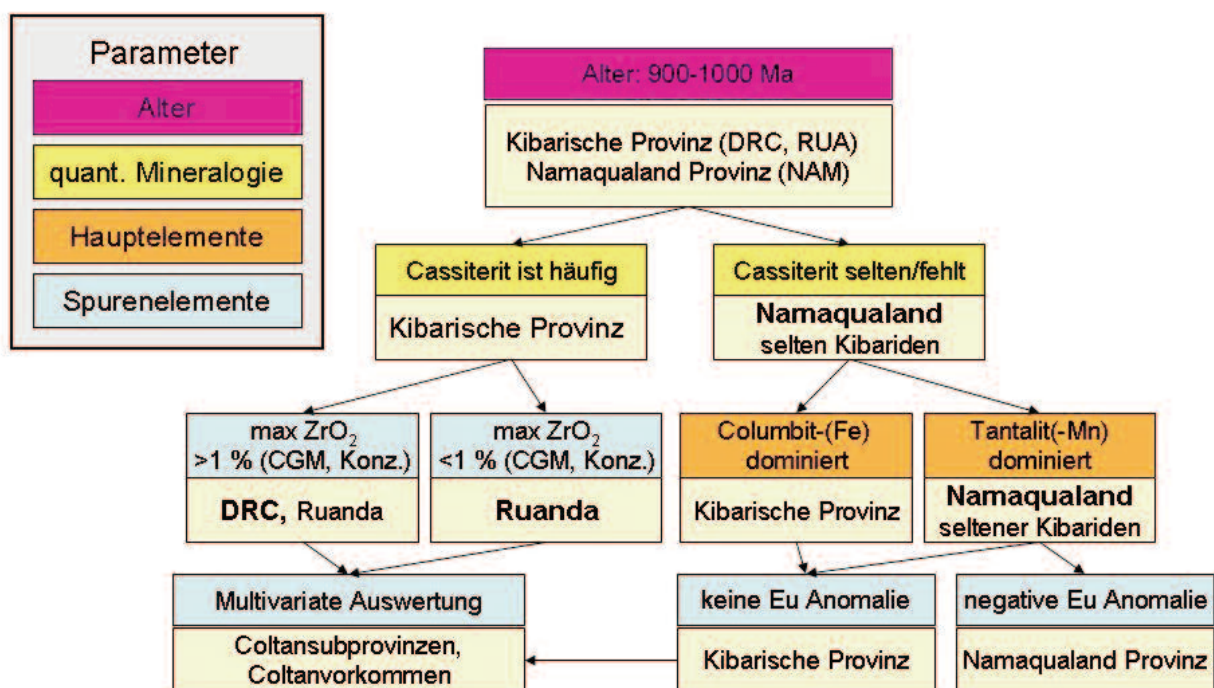 Parameter
Alter
quant. Mineralogie
Hauptelemente
Spurenelemente
Alter: 900-1000 Ma
Kibarische Provinz (DRC, RUA)
Namaqualand Provinz (NAM)
Cassiterit ist häufig
Kibarische Provinz
Cassiterit selten/fehlt
Namaqualand
selten Kibariden
max ZrO₂
>1 % (CGM, Konz.)
DRC, Ruanda
max ZrO₂
<1 % (CGM, Konz.)
Ruanda
Columbit-(Fe)
dominiert
Kibarische Provinz
Tantalit(-Mn)
dominiert
Namaqualand
seltener Kibariden
Multivariate Auswertung
Coltansubprovinzen,
Coltanvorkommen
keine Eu Anomalie
Kibarische Provinz
negative Eu Anomalie
Namaqualand Provinz